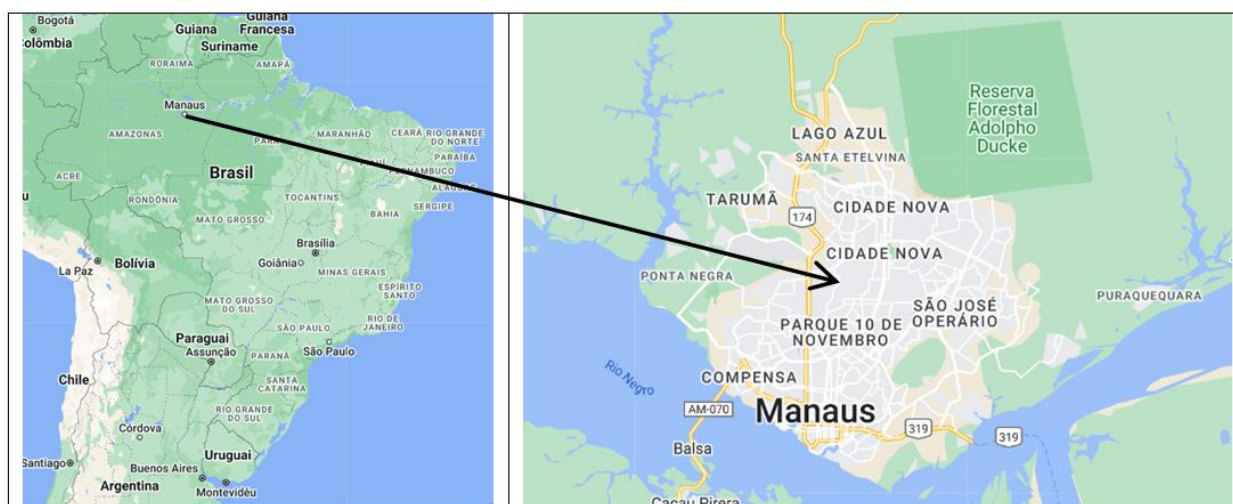 Bogotá
Colômbia
Guiana
Suriname
Guiana
Francesa
RORAIMA
AMAPÁ
Manaus
AMAZONAS
MARANHÃO
CEARÁ
RIO GRANDE
DO NORTE
PARAÍBA
PERNAMBUCO
ALAGOAS
SERGIPE
ACRE
Brasil
RONDÔNIA
TOCANTINS
MATO GROSSO
BAHIA
Brasília
Goiânia
La Paz
Bolívia
MINAS GERAIS
MATO GROSSO
DO SUL
ESPÍRITO
SANTO
RIO DE
JANEIRO
SÃO PAULO
São Paulo
Paraguai
Assunção
PARANÁ
Chile
SANTA
CATARINA
RIO GRANDE
DO SUL
Córdova
Santiago
Uruguai
Buenos Aires
Montevidéu
Argentina
Reserva
Florestal
Adolpho
Ducke
LAGO AZUL
SANTA ETELVINA
TARUMÃ
174
CIDADE NOVA
CIDADE NOVA
PONTA NEGRA
PURAQUEQUARA
SÃO JOSÉ
OPERÁRIO
PARQUE 10 DE
NOVEMBRO
Rio Negro
COMPENSA
AM-070
Manaus
319
319
Balsa
Cacau Pirera